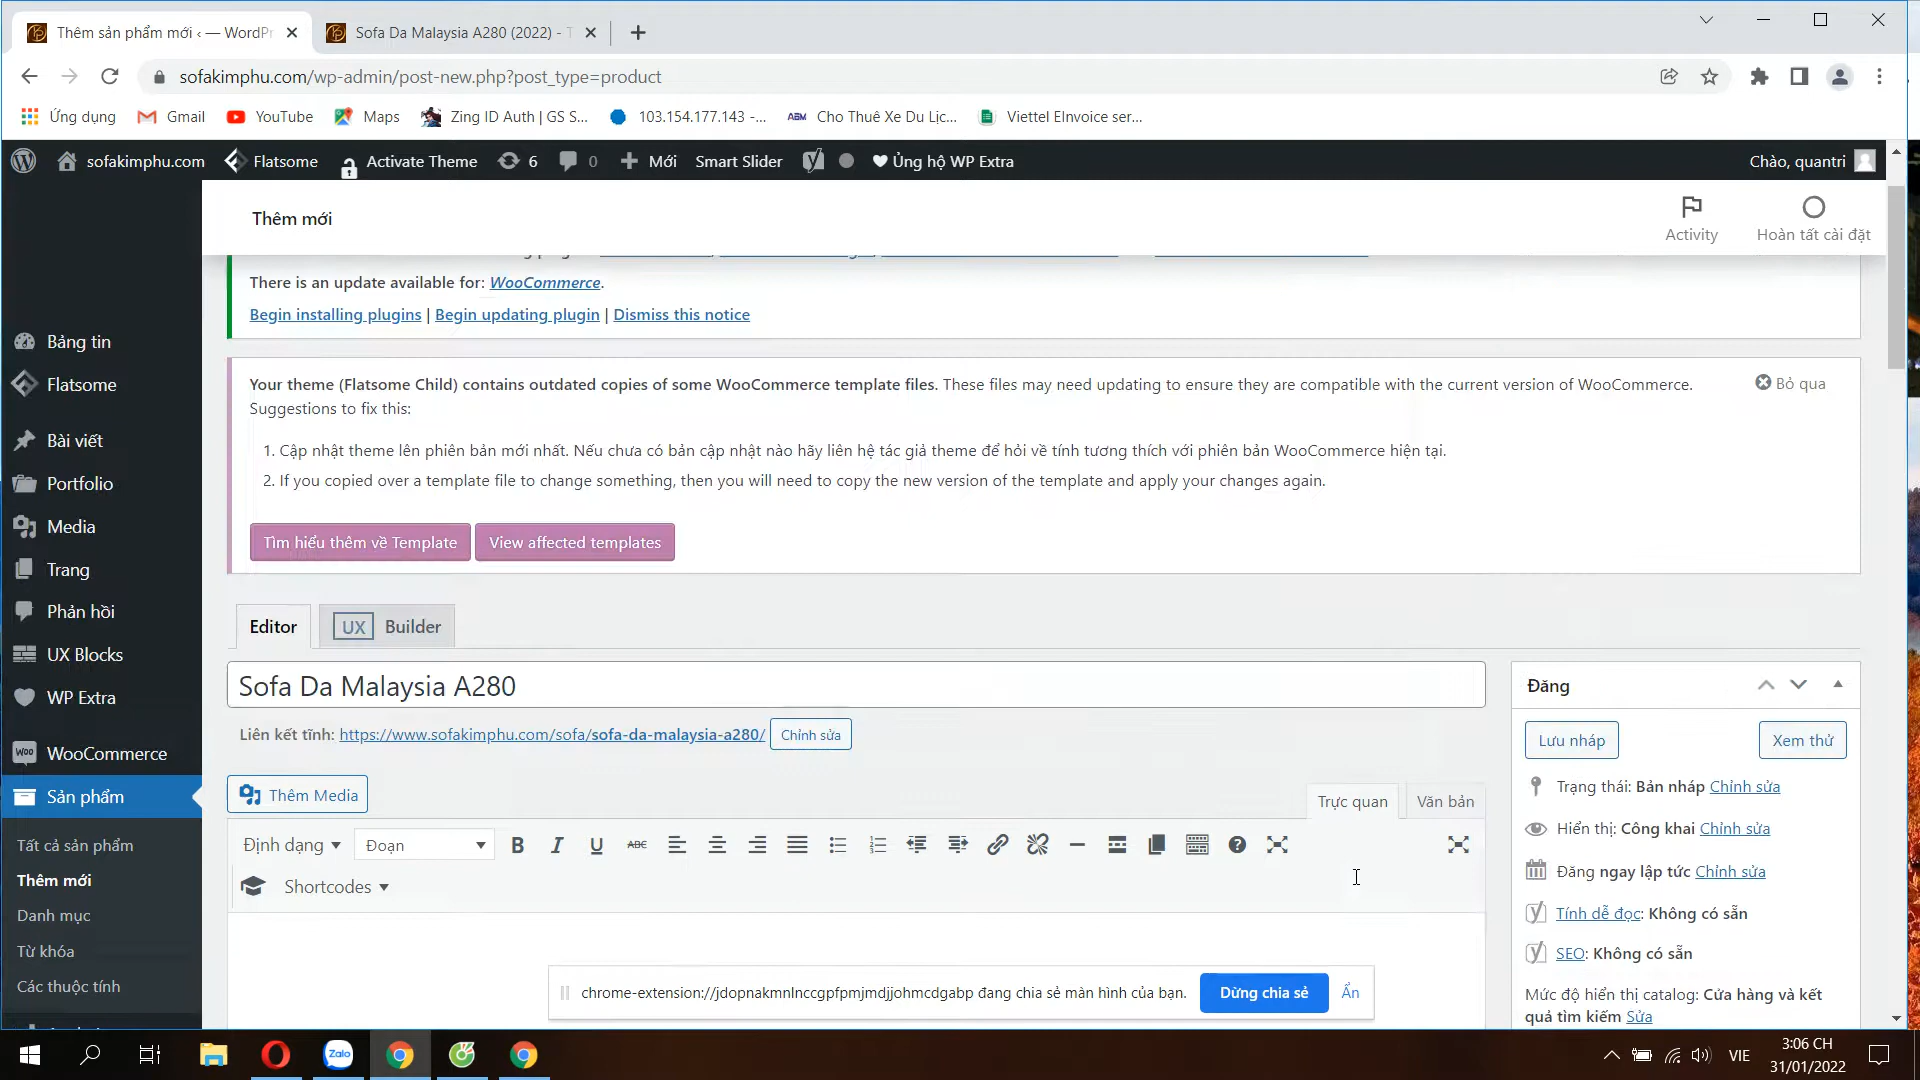 Thêm sản phẩm mới ‹ — WordPr
Sofa Da Malaysia A280 (2022) - T
sofakimphu.com/wp-admin/post-new.php?post_type=product
Ứng dụng
Gmail
YouTube
Maps
Zing ID Auth | GS S...
103.154.177.143 -...
Cho Thuê Xe Du Lịc...
Viettel EInvoice ser...
sofakimphu.com
Flatsome
Activate Theme
6
0
Mới
Smart Slider
Ủng hộ WP Extra
Chào, quantri
Thêm mới
Activity
Hoàn tất cài đặt
There is an update available for: WooCommerce.
Begin installing plugins | Begin updating plugin | Dismiss this notice
Your theme (Flatsome Child) contains outdated copies of some WooCommerce template files. These files may need updating to ensure they are compatible with the current version of WooCommerce.
Suggestions to fix this:
Bỏ qua
1. Cập nhật theme lên phiên bản mới nhất. Nếu chưa có bản cập nhật nào hãy liên hệ tác giả theme để hỏi về tính tương thích với phiên bản WooCommerce hiện tại.
2. If you copied over a template file to change something, then you will need to copy the new version of the template and apply your changes again.
Tìm hiểu thêm về Template
View affected templates
Bảng tin
Flatsome
Bài viết
Portfolio
Media
Trang
Phản hồi
UX Blocks
WP Extra
WooCommerce
Sản phẩm
Tất cả sản phẩm
Thêm mới
Danh mục
Từ khóa
Các thuộc tính
Editor
UX Builder
Sofa Da Malaysia A280
Liên kết tĩnh: https://www.sofakimphu.com/sofa/sofa-da-malaysia-a280/
Chỉnh sửa
Thêm Media
Trực quan
Văn bản
Định dạng
Đoạn
B I U ABC
Shortcodes
Đăng
Lưu nháp
Xem thử
Trạng thái: Bản nháp Chỉnh sửa
Hiển thị: Công khai Chỉnh sửa
Đăng ngay lập tức Chỉnh sửa
Tính dễ đọc: Không có sẵn
SEO: Không có sẵn
Mức độ hiển thị catalog: Cửa hàng và kết
quả tìm kiếm Sửa
chrome-extension://jdopnakmnlnccgpfpmjmdjjohmcdgabp đang chia sẻ màn hình của bạn.
Dừng chia sẻ
Ẩn
Zalo
VIE
3:06 CH
31/01/2022